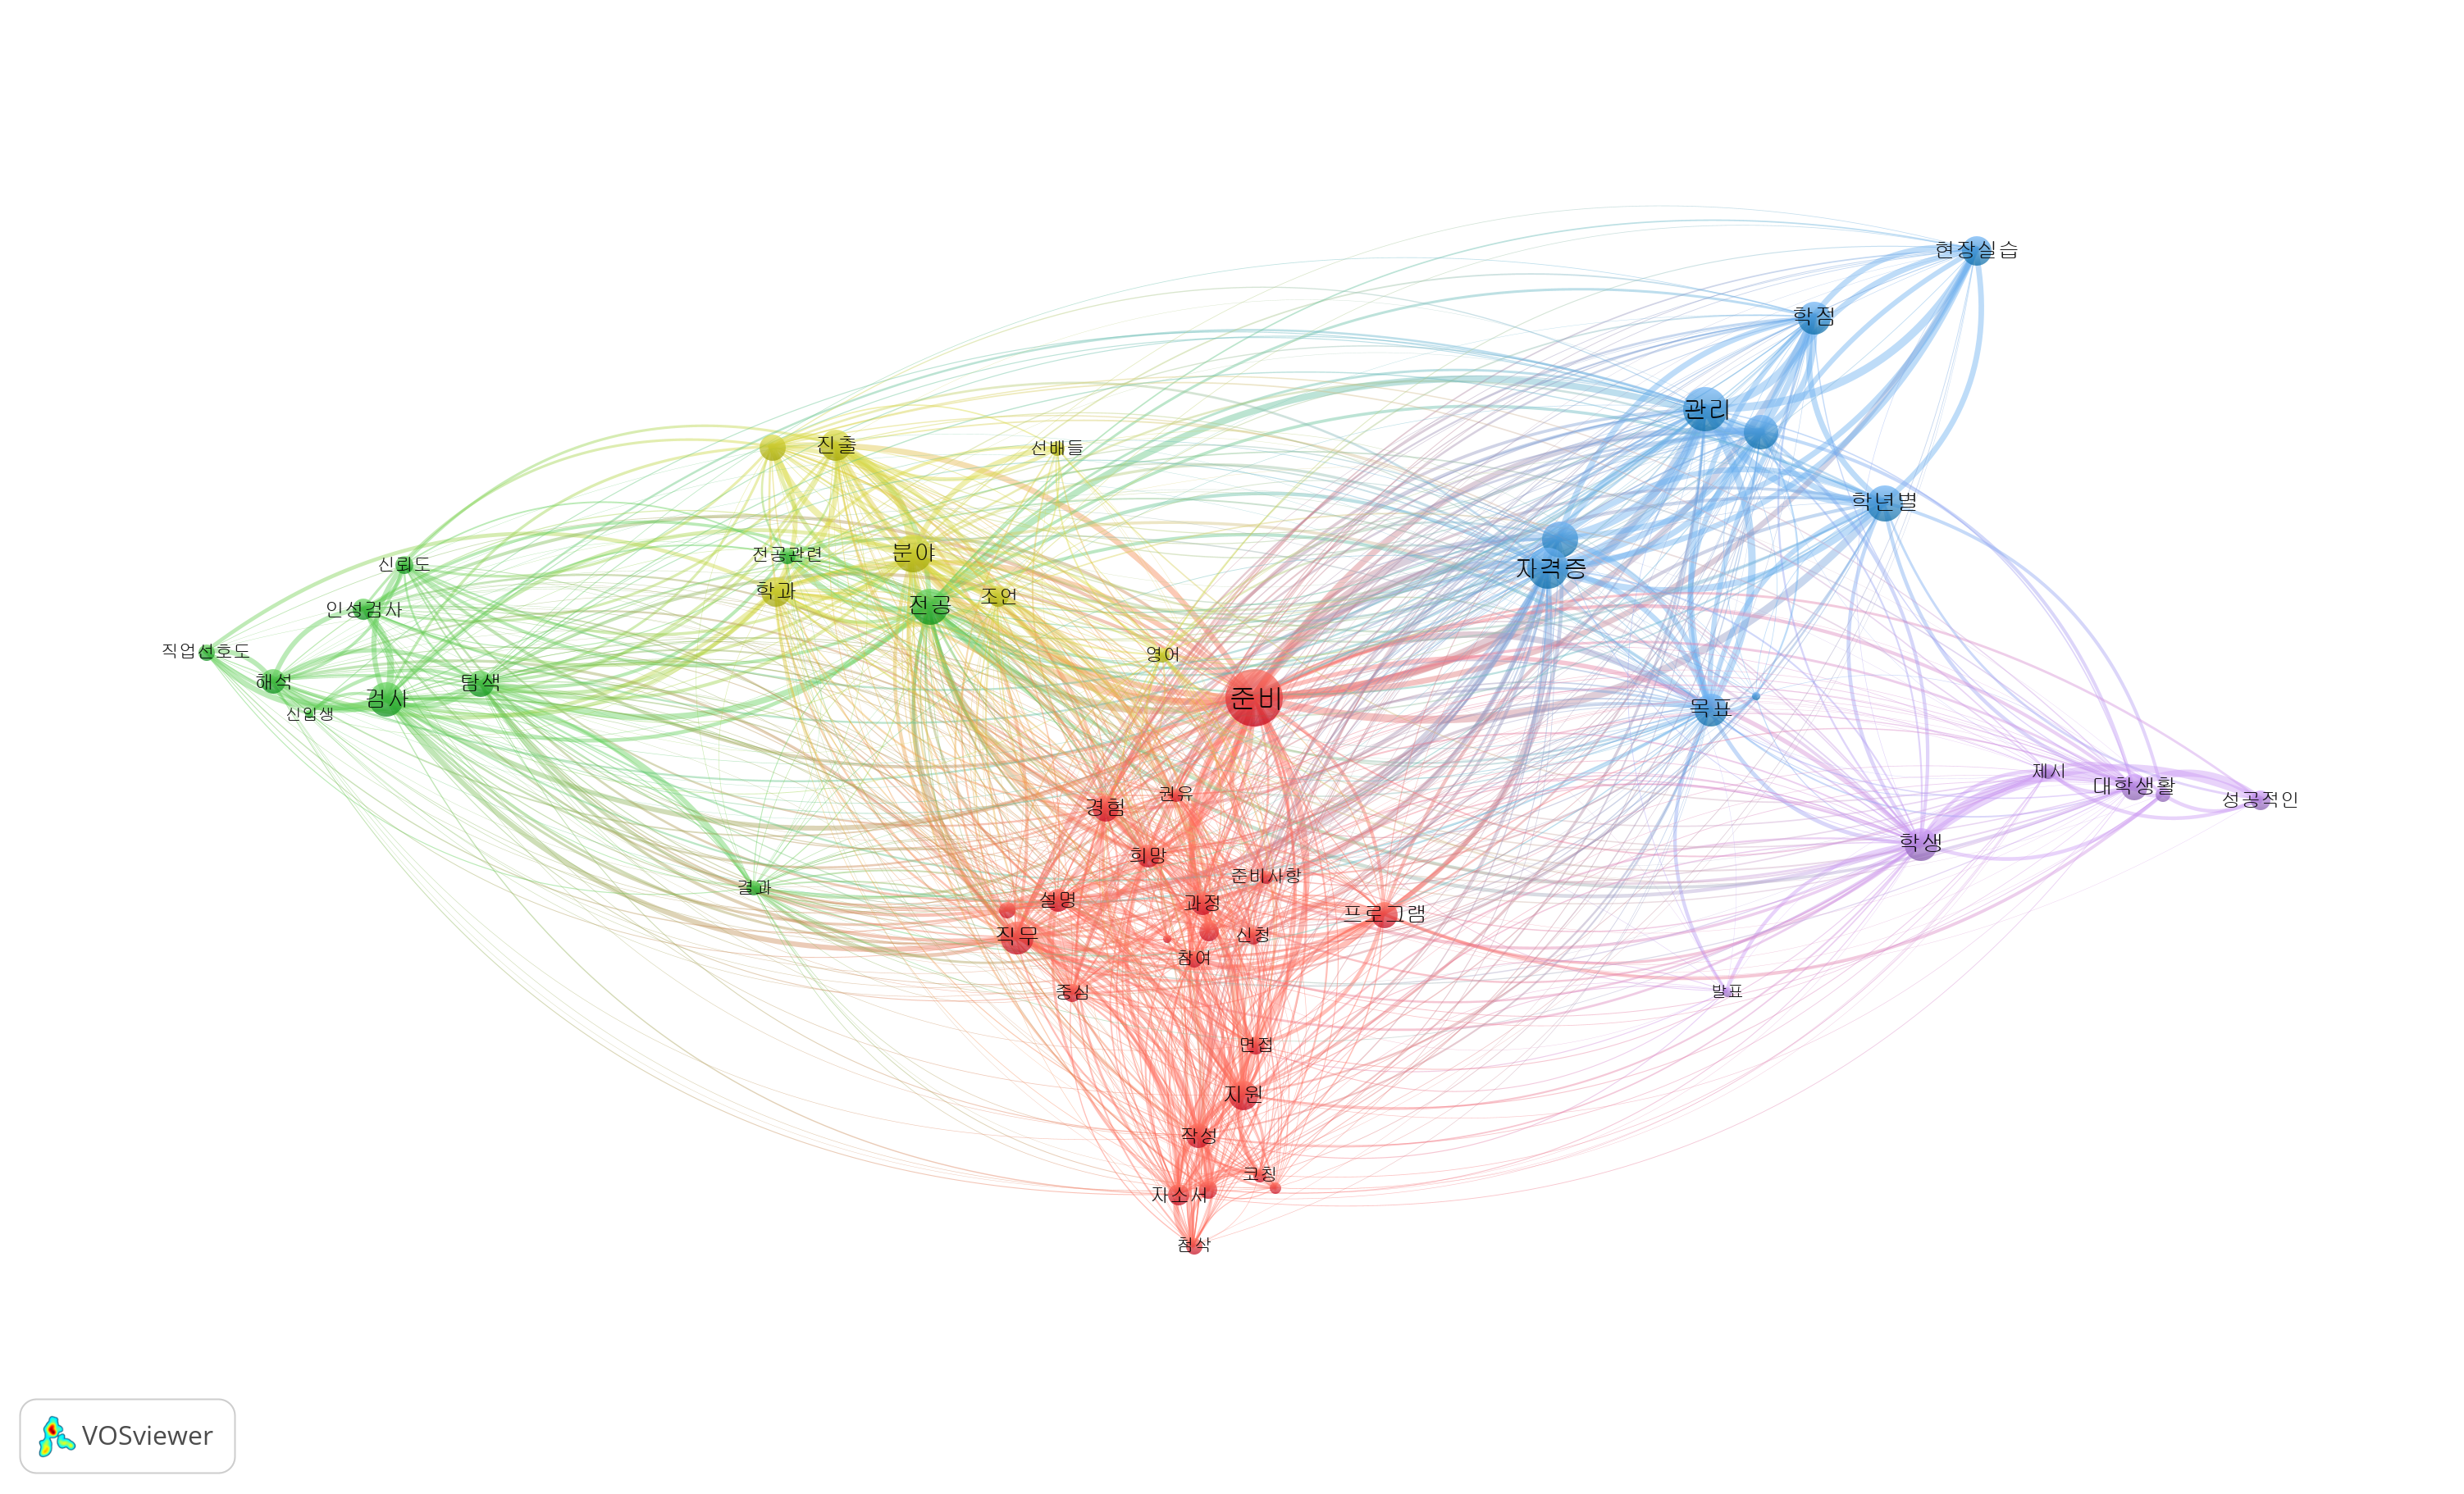 현장실습
학점
관리
진출
선배들
학년별
분야
전공관련
신뢰도
자격증
학과
조언
전공
인성검사
직업선호도
영어
해석
탐색
검사
준비
목표
신입생
제시
대학생활
권유
성공적인
경험
학생
희망
준비사항
결과
설명
과정
프로그램
직무
신청
참여
중심
발표
면접
지원
작성
코칭
자소서
첨삭
VOSviewer